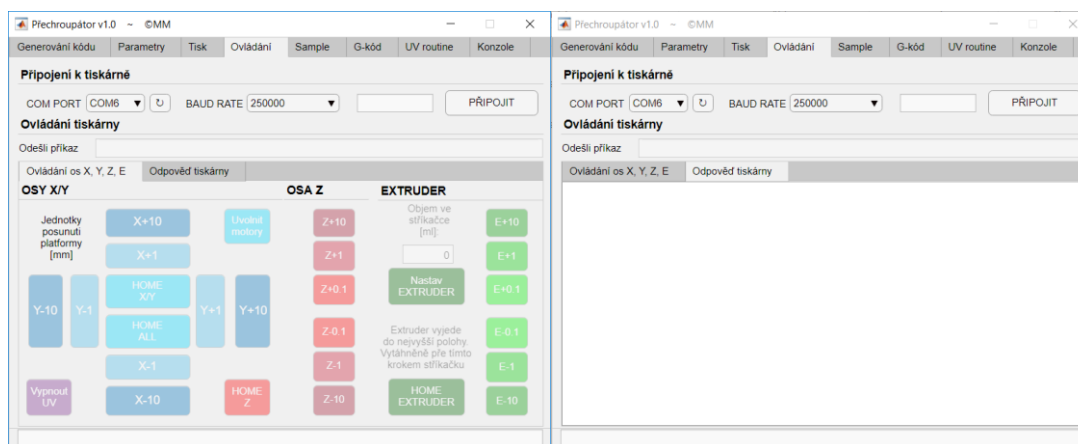 Přechroupátor v1.0 ~ ©MM
Generování kódu Parametry Tisk Ovládání Sample G-kód UV routine Konzole
Připojení k tiskárně
COM PORT COM6 BAUD RATE 250000 PŘIPOJIT
Ovládání tiskárny
Odešli příkaz
Ovládání os X, Y, Z, E Odpověď tiskárny
OSY X/Y OSA Z EXTRUDER
Jednotky
posunutí
platformy
[mm]
X+10
X+1
HOME
X/Y
HOME
ALL
X-1
X-10
Y-10
Y-1
Y+1
Y+10
Uvolnit
motory
Vypnout
UV
HOME
Z
Z+10
Z+1
Z+0.1
Z-0.1
Z-1
Z-10
Objem ve
stříkačce
[ml]:
0
Nastav
EXTRUDER
Extruder vyjede
do nejvyšší polohy.
Vytáhněně pře tímto
krokem stříkačku
HOME
EXTRUDER
E+10
E+1
E+0.1
E-0.1
E-1
E-10
Přechroupátor v1.0 ~ ©MM
Generování kódu Parametry Tisk Ovládání Sample G-kód UV routine Konzole
Připojení k tiskárně
COM PORT COM6 BAUD RATE 250000 PŘIPOJIT
Ovládání tiskárny
Odešli příkaz
Ovládání os X, Y, Z, E Odpověď tiskárny